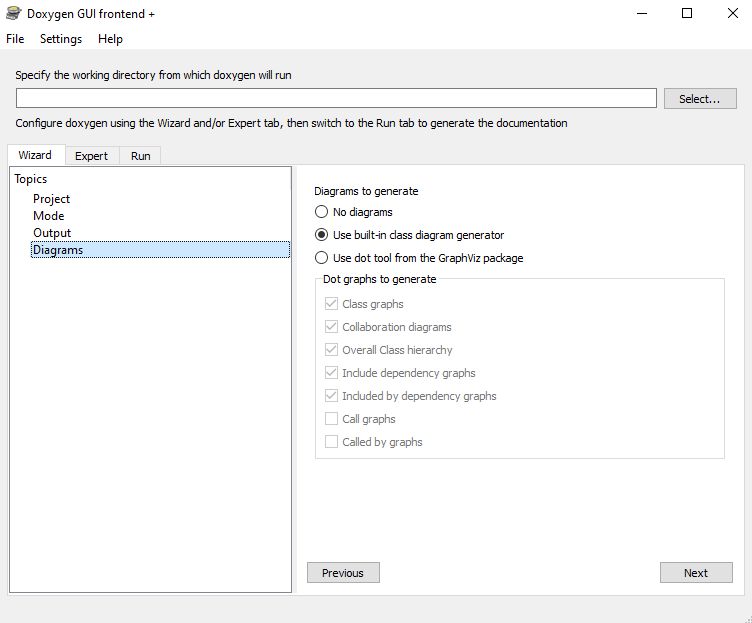 Doxygen GUI frontend +
File Settings Help
Specify the working directory from which doxygen will run
Select...
Configure doxygen using the Wizard and/or Expert tab, then switch to the Run tab to generate the documentation
Wizard Expert Run
Topics
Project
Mode
Output
Diagrams
Diagrams to generate
No diagrams
Use built-in class diagram generator
Use dot tool from the GraphViz package
Dot graphs to generate
Class graphs
Collaboration diagrams
Overall Class hierarchy
Include dependency graphs
Included by dependency graphs
Call graphs
Called by graphs
Previous Next